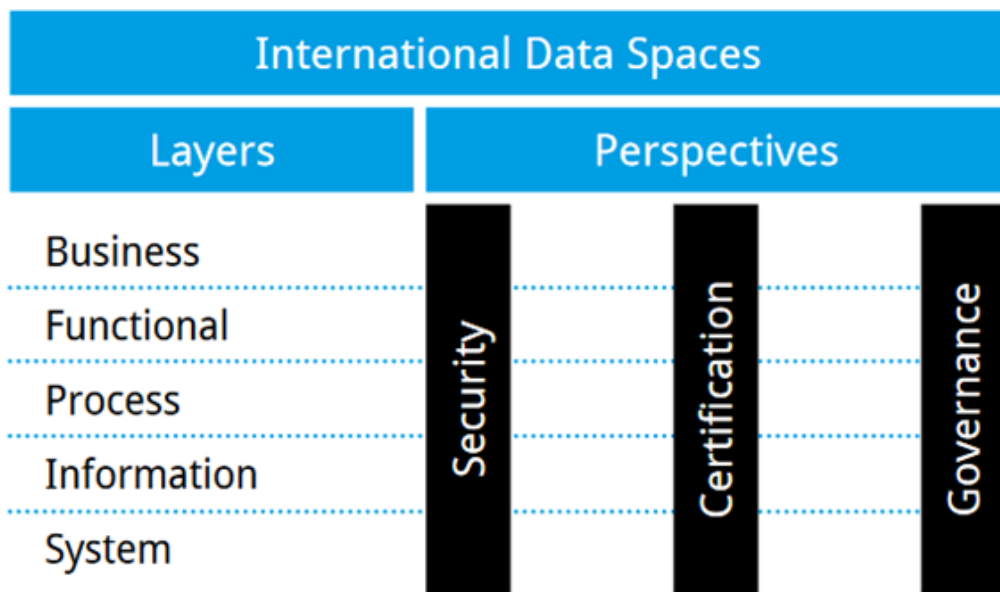 International Data Spaces
Layers
Perspectives
Business
Functional
Process
Information
System
Security
Certification
Governance